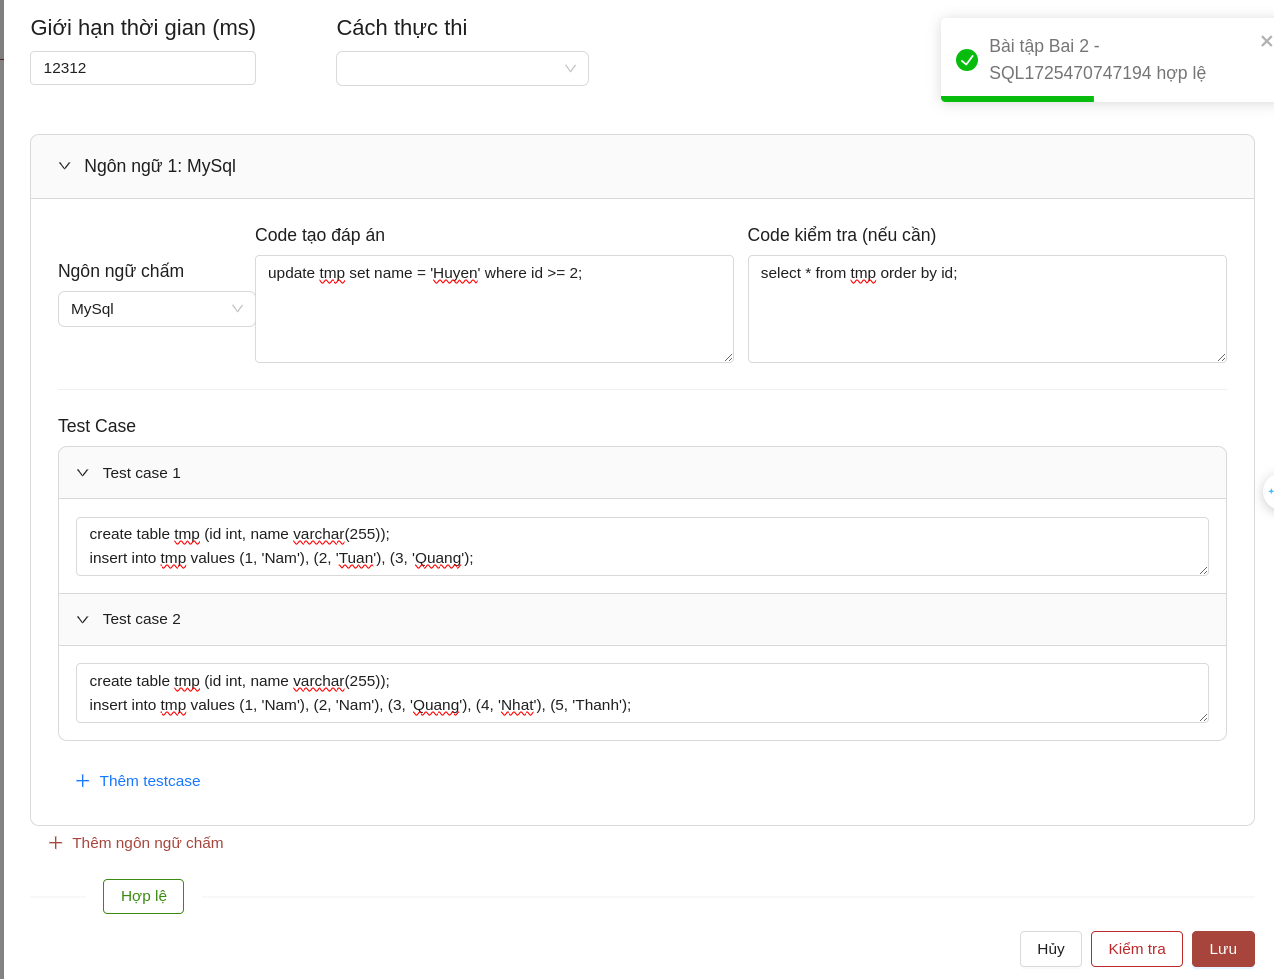 Giới hạn thời gian (ms)
Cách thực thi
12312
Bài tập Bai 2 -
SQL1725470747194 hợp lệ
Ngôn ngữ 1: MySql
Ngôn ngữ chấm
MySql
Code tạo đáp án
update tmp set name = 'Huyen' where id >= 2;
Code kiểm tra (nếu cần)
select * from tmp order by id;
Test Case
Test case 1
create table tmp (id int, name varchar(255));
insert into tmp values (1, 'Nam'), (2, 'Tuan'), (3, 'Quang');
Test case 2
create table tmp (id int, name varchar(255));
insert into tmp values (1, 'Nam'), (2, 'Nam'), (3, 'Quang'), (4, 'Nhat'), (5, 'Thanh');
Thêm testcase
Thêm ngôn ngữ chấm
Hợp lệ
Hủy
Kiểm tra
Lưu